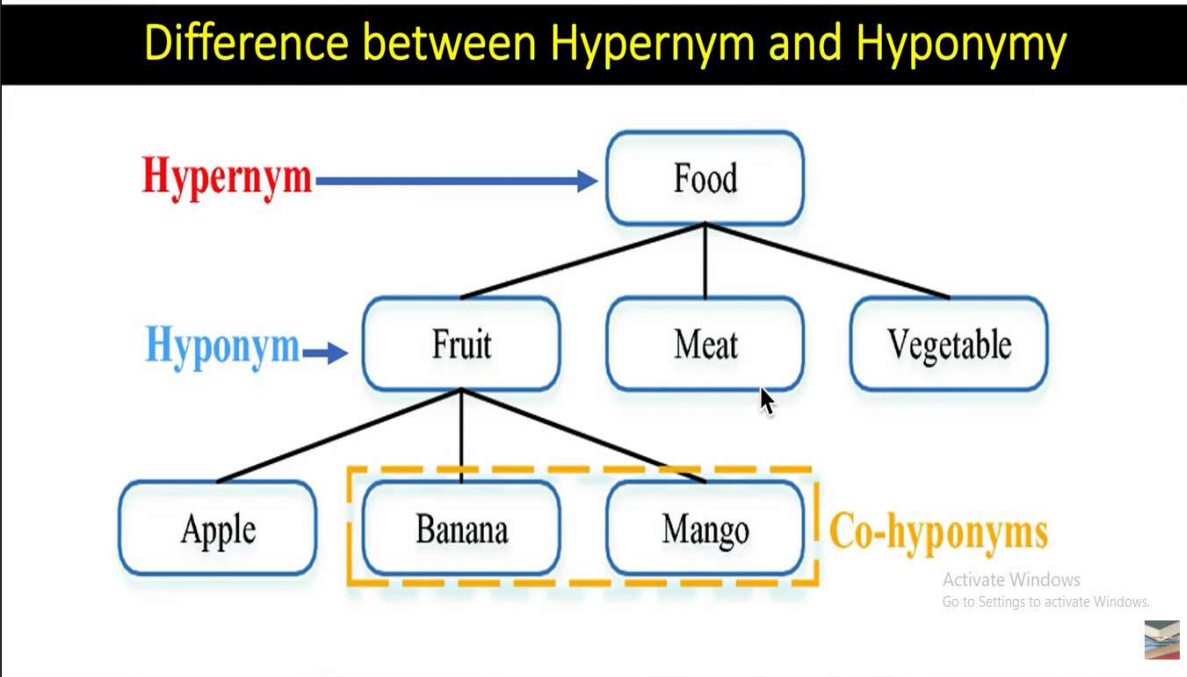 Difference between Hypernym and Hyponymy
Hypernym
Food
Hyponym
Fruit
Meat
Vegetable
Apple
Banana
Mango
Co-hyponyms
Activate Windows
Go to Settings to activate Windows.